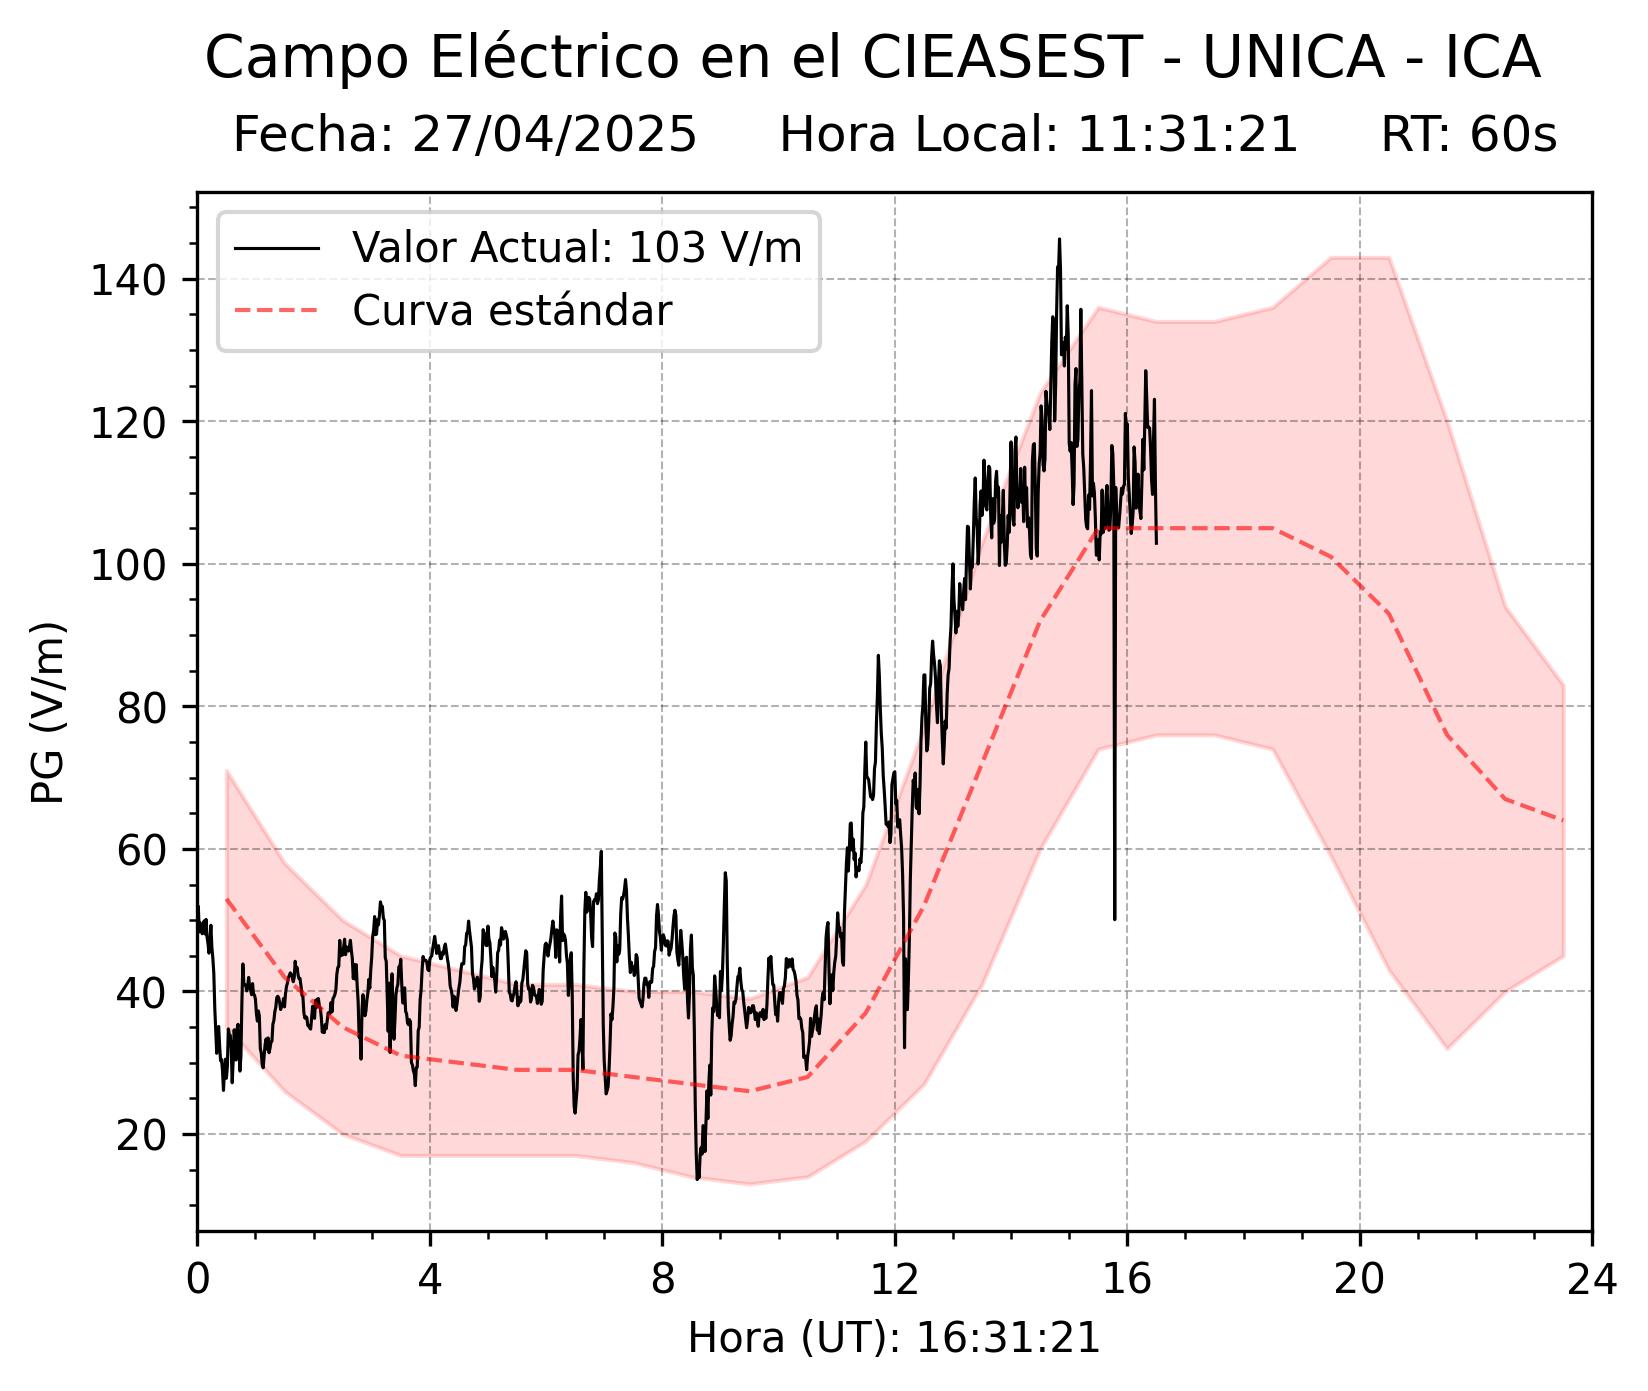 Campo Eléctrico en el CIEASEST - UNICA - ICA
Fecha: 27/04/2025 Hora Local: 11:31:21 RT: 60s
Valor Actual: 103 V/m
Curva estándar
PG (V/m)
140
120
100
80
60
40
20
0 4 8 12 16 20 24
Hora (UT): 16:31:21